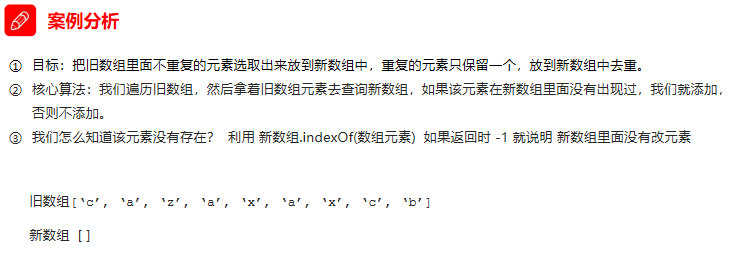 案例分析
① 目标：把旧数组里面不重复的元素选取出来放到新数组中，重复的元素只保留一个，放到新数组中去重。
② 核心算法：我们遍历旧数组，然后拿着旧数组元素去查询新数组，如果该元素在新数组里面没有出现过，我们就添加，
否则不添加。
③ 我们怎么知道该元素没有存在？ 利用 新数组.indexOf(数组元素) 如果返回时 -1 就说明 新数组里面没有改元素
旧数组[‘c’, ‘a’, ‘z’, ‘a’, ‘x’, ‘a’, ‘x’, ‘c’, ‘b’]
新数组 []